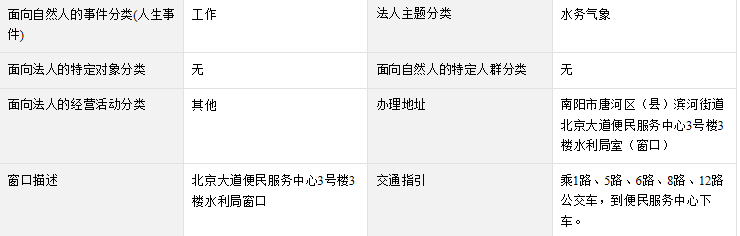 面向自然人的事件分类(人生事件)
工作
法人主题分类
水务气象
面向法人的特定对象分类
无
面向自然人的特定人群分类
无
面向法人的经营活动分类
其他
办理地址
南阳市唐河区（县）滨河街道
北京大道便民服务中心3号楼3
楼水利局室（窗口）
窗口描述
北京大道便民服务中心3号楼3
楼水利局窗口
交通指引
乘1路、5路、6路、8路、12路
公交车，到便民服务中心下
车。